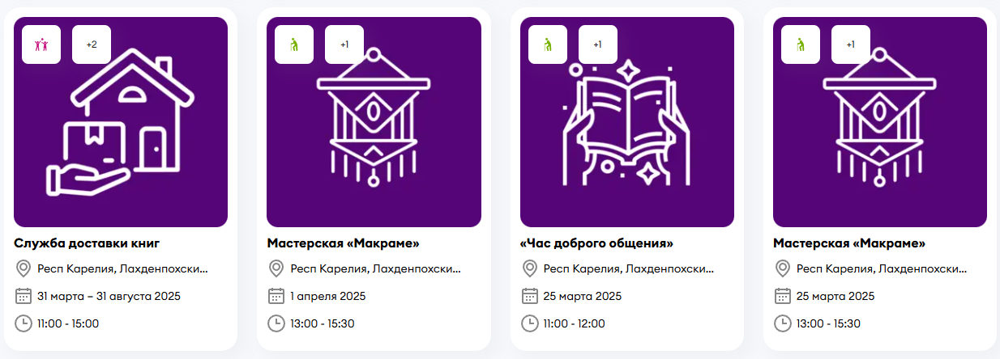 +2
Служба доставки книг
Респ Карелия, Лахденпохски...
31 марта – 31 августа 2025
11:00 - 15:00
+1
Мастерская «Макраме»
Респ Карелия, Лахденпохски...
1 апреля 2025
13:00 - 15:30
+1
«Час доброго общения»
Респ Карелия, Лахденпохски...
25 марта 2025
11:00 - 12:00
+1
Мастерская «Макраме»
Респ Карелия, Лахденпохски...
25 марта 2025
13:00 - 15:30